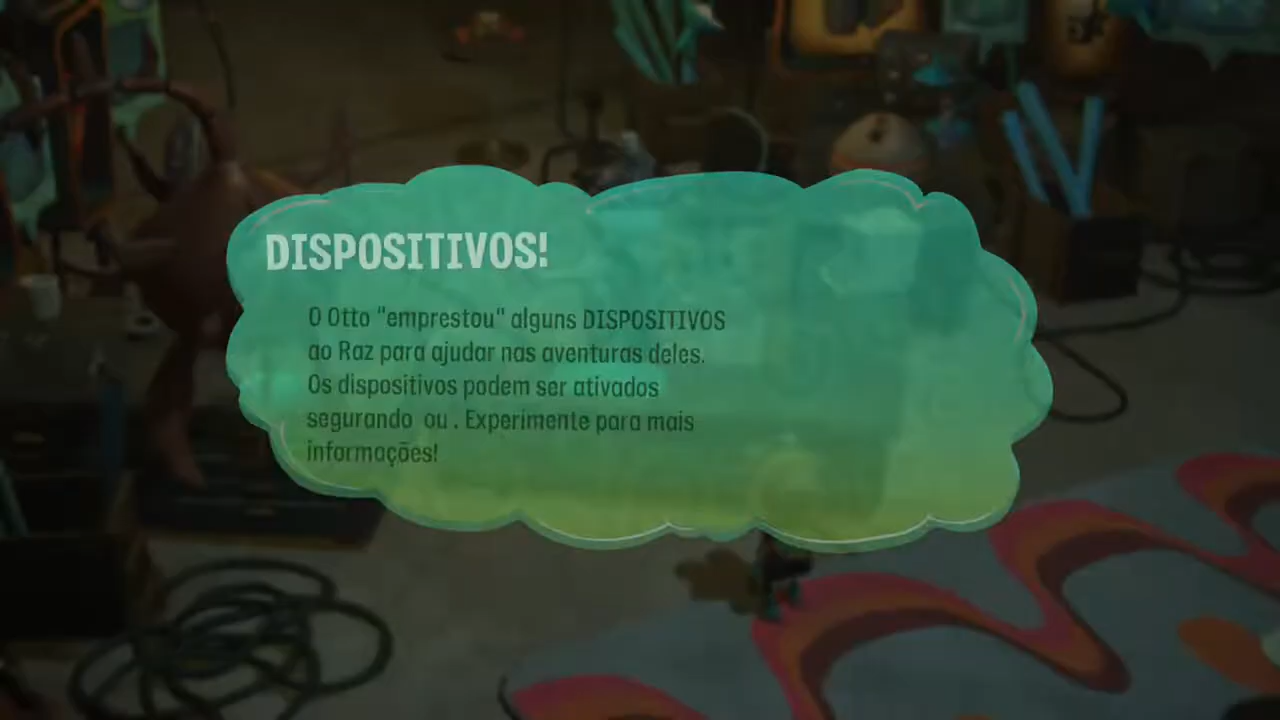 DISPOSITIVOS!
O Otto "emprestou" alguns DISPOSITIVOS
ao Raz para ajudar nas aventuras deles.
Os dispositivos podem ser ativados
segurando ou . Experimente para mais
informações!